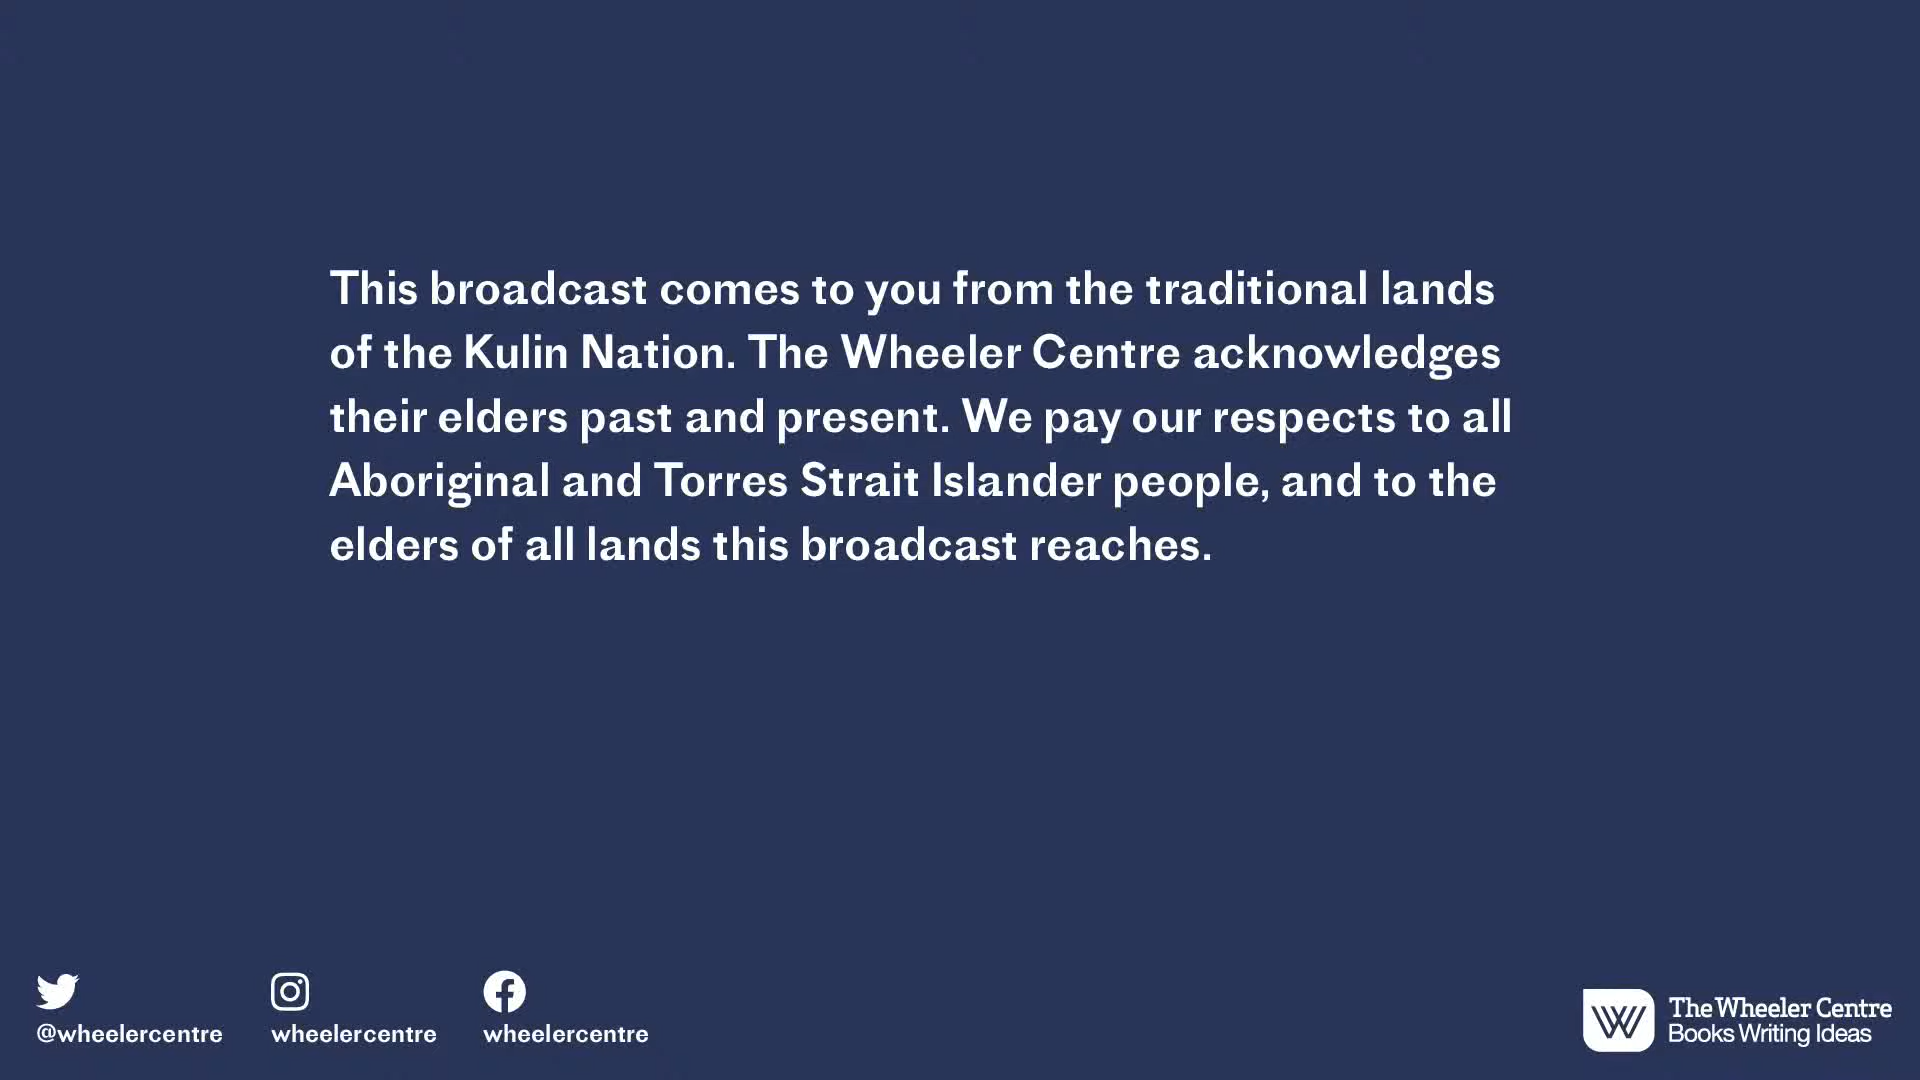 This broadcast comes to you from the traditional lands
of the Kulin Nation. The Wheeler Centre acknowledges
their elders past and present. We pay our respects to all
Aboriginal and Torres Strait Islander people, and to the
elders of all lands this broadcast reaches.
@wheelercentre
wheelercentre
wheelercentre
The Wheeler Centre
Books Writing Ideas